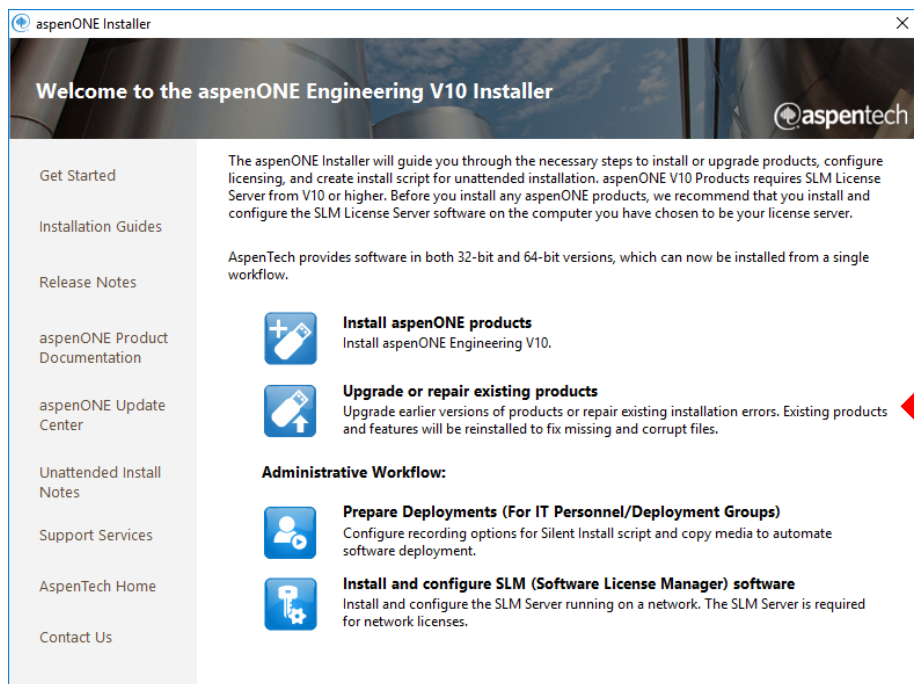 aspenONE Installer
Welcome to the aspenONE Engineering V10 Installer
aspentech
Get Started
Installation Guides
Release Notes
aspenONE Product
Documentation
aspenONE Update
Center
Unattended Install
Notes
Support Services
AspenTech Home
Contact Us
The aspenONE Installer will guide you through the necessary steps to install or upgrade products, configure
licensing, and create install script for unattended installation. aspenONE V10 Products requires SLM License
Server from V10 or higher. Before you install any aspenONE products, we recommend that you install and
configure the SLM License Server software on the computer you have chosen to be your license server.
AspenTech provides software in both 32-bit and 64-bit versions, which can now be installed from a single
workflow.
Install aspenONE products
Install aspenONE Engineering V10.
Upgrade or repair existing products
Upgrade earlier versions of products or repair existing installation errors. Existing products
and features will be reinstalled to fix missing and corrupt files.
Administrative Workflow:
Prepare Deployments (For IT Personnel/Deployment Groups)
Configure recording options for Silent Install script and copy media to automate
software deployment.
Install and configure SLM (Software License Manager) software
Install and configure the SLM Server running on a network. The SLM Server is required
for network licenses.